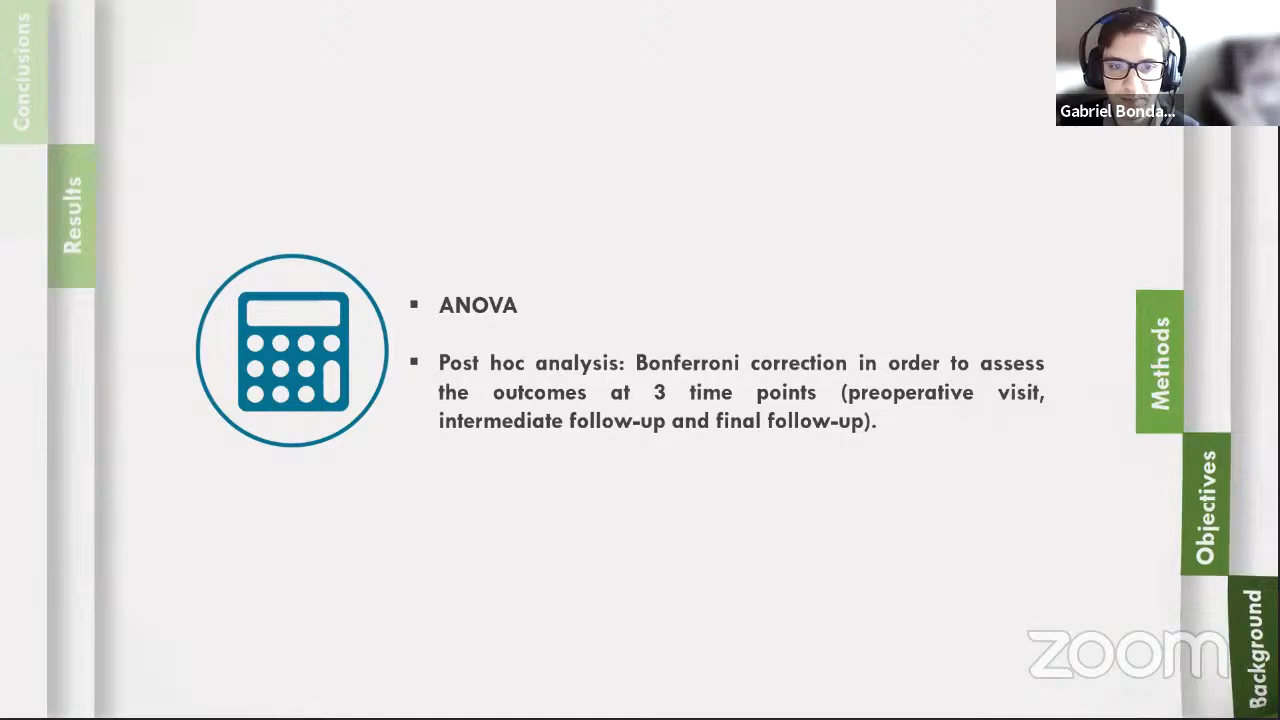 Conclusions
Results
Gabriel Bonda...
▪ ANOVA
▪ Post hoc analysis: Bonferroni correction in order to assess
the outcomes at 3 time points (preoperative visit,
intermediate follow-up and final follow-up).
Methods
Objectives
Background
zoom